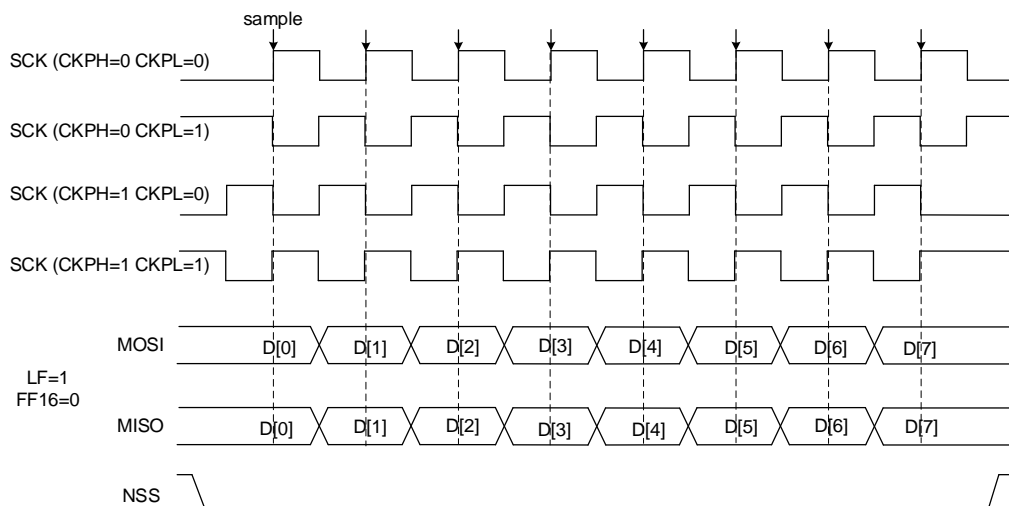 sample
SCK (CKPH=0 CKPL=0)
SCK (CKPH=0 CKPL=1)
SCK (CKPH=1 CKPL=0)
SCK (CKPH=1 CKPL=1)
MOSI
D[0] D[1] D[2] D[3] D[4] D[5] D[6] D[7]
LF=1
FF16=0
MISO
D[0] D[1] D[2] D[3] D[4] D[5] D[6] D[7]
NSS